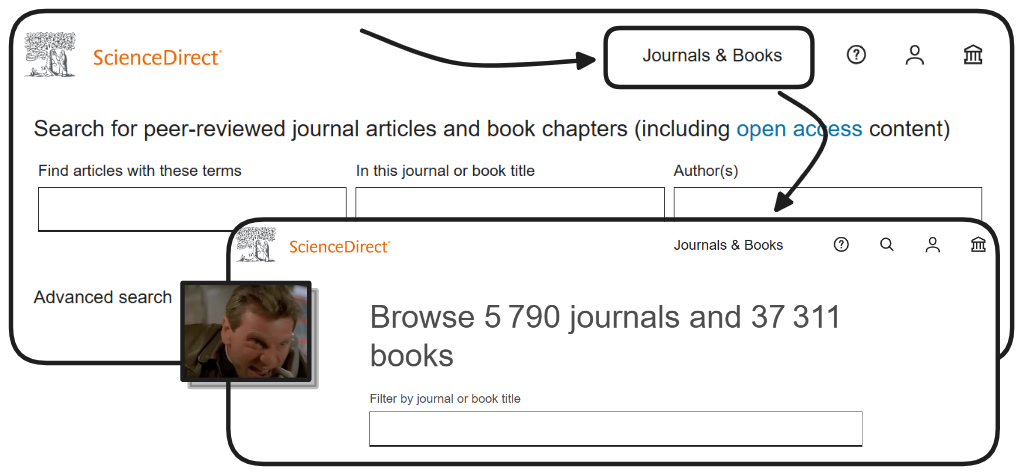 ScienceDirect®
Journals & Books
Search for peer-reviewed journal articles and book chapters (including open access content)
Find articles with these terms
In this journal or book title
Author(s)
Advanced search
ScienceDirect®
Journals & Books
Browse 5 790 journals and 37 311
books
Filter by journal or book title